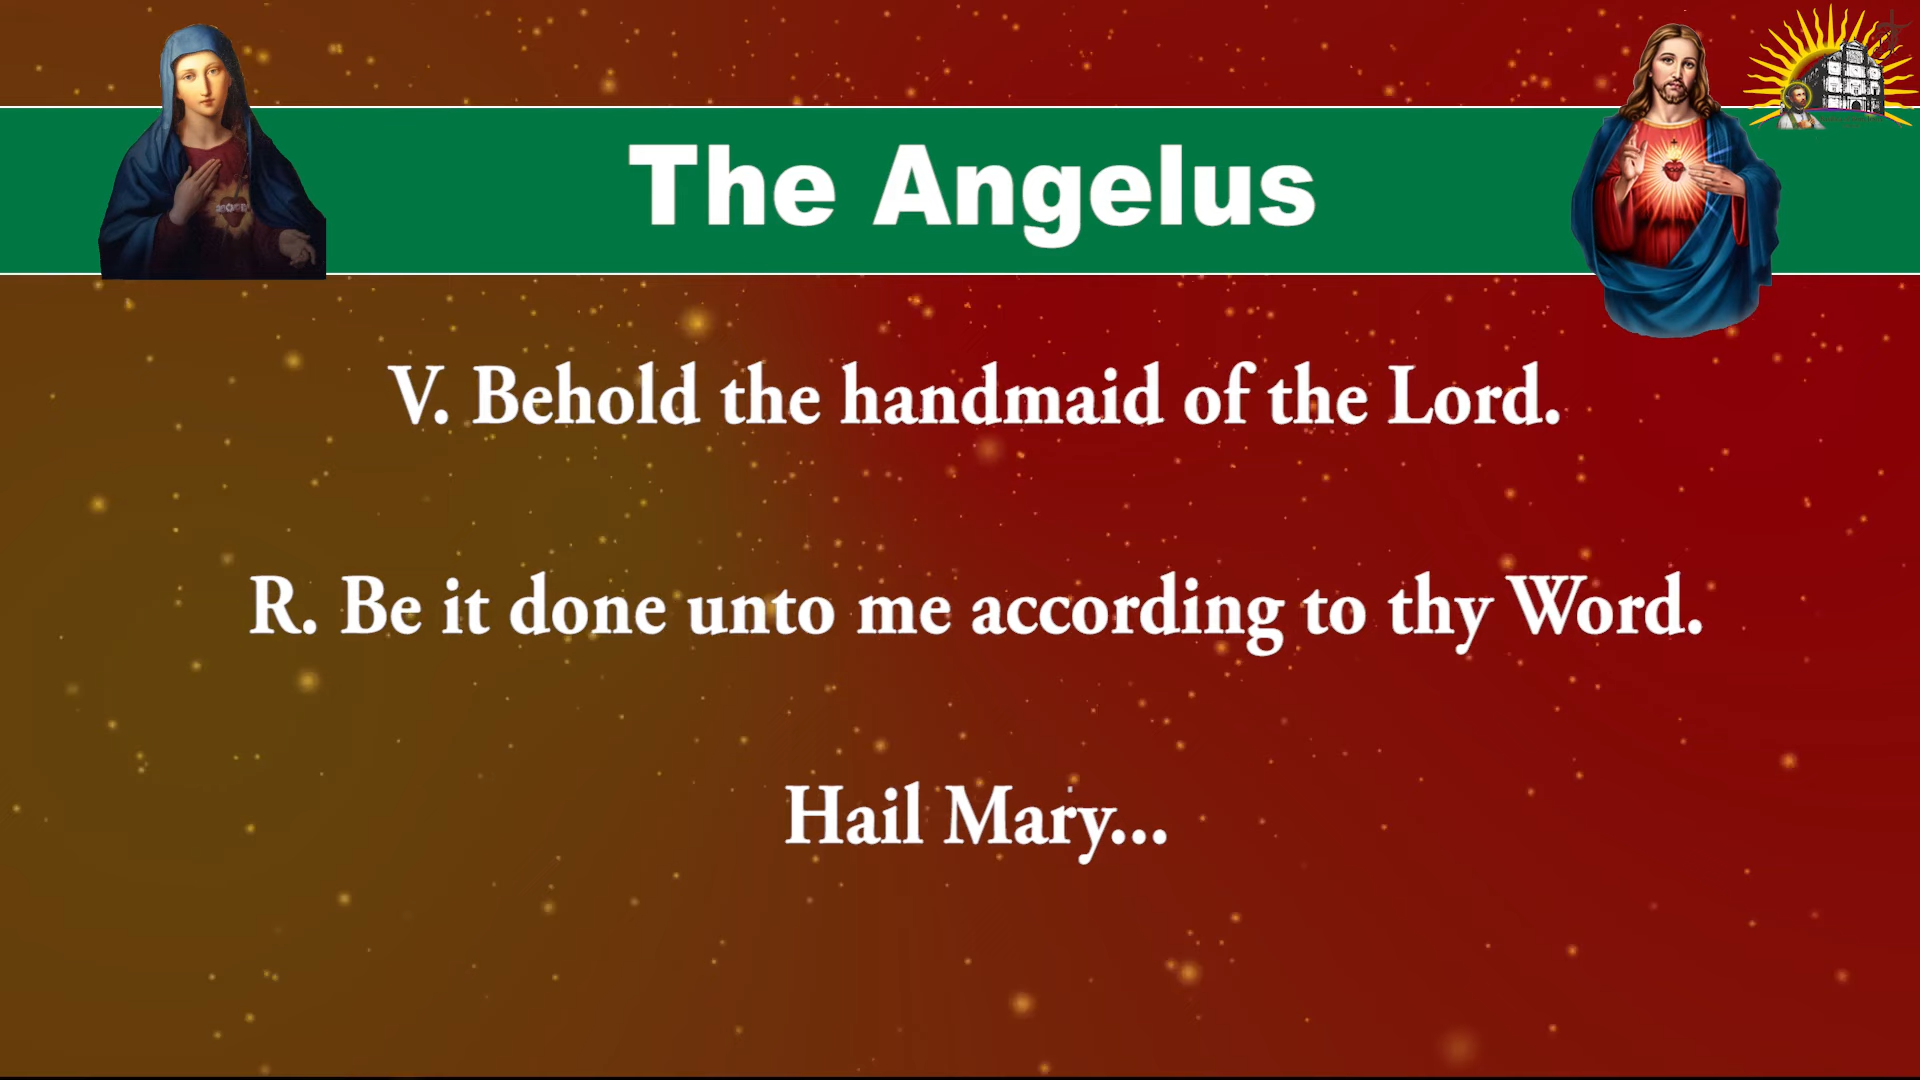 The Angelus
V. Behold the handmaid of the Lord.
R. Be it done unto me according to thy Word.
Hail Mary...